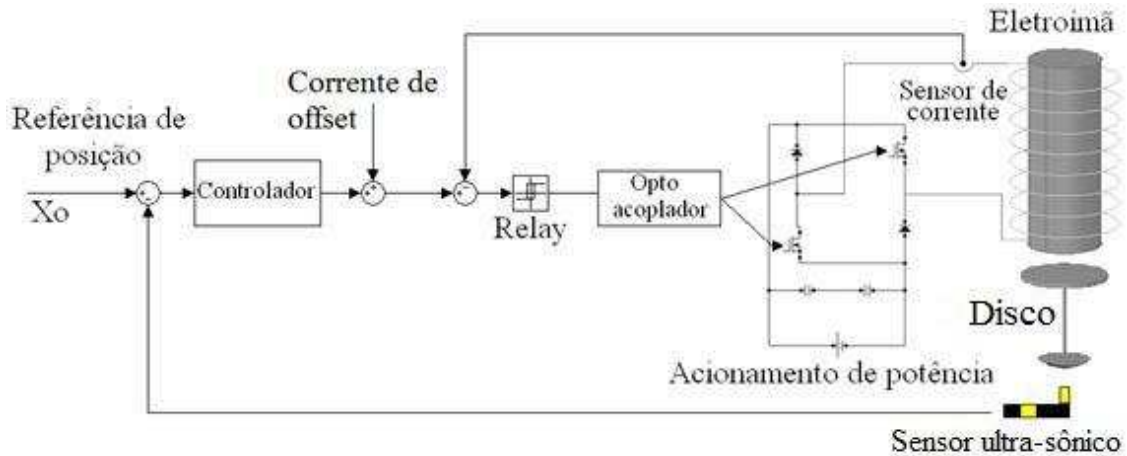 Eletroimã
Corrente de
offset
Sensor de
corrente
Referência de
posição
Controlador
Opto
acoplador
Xo
Relay
Disco
Acionamento de potência
Sensor ultra-sônico